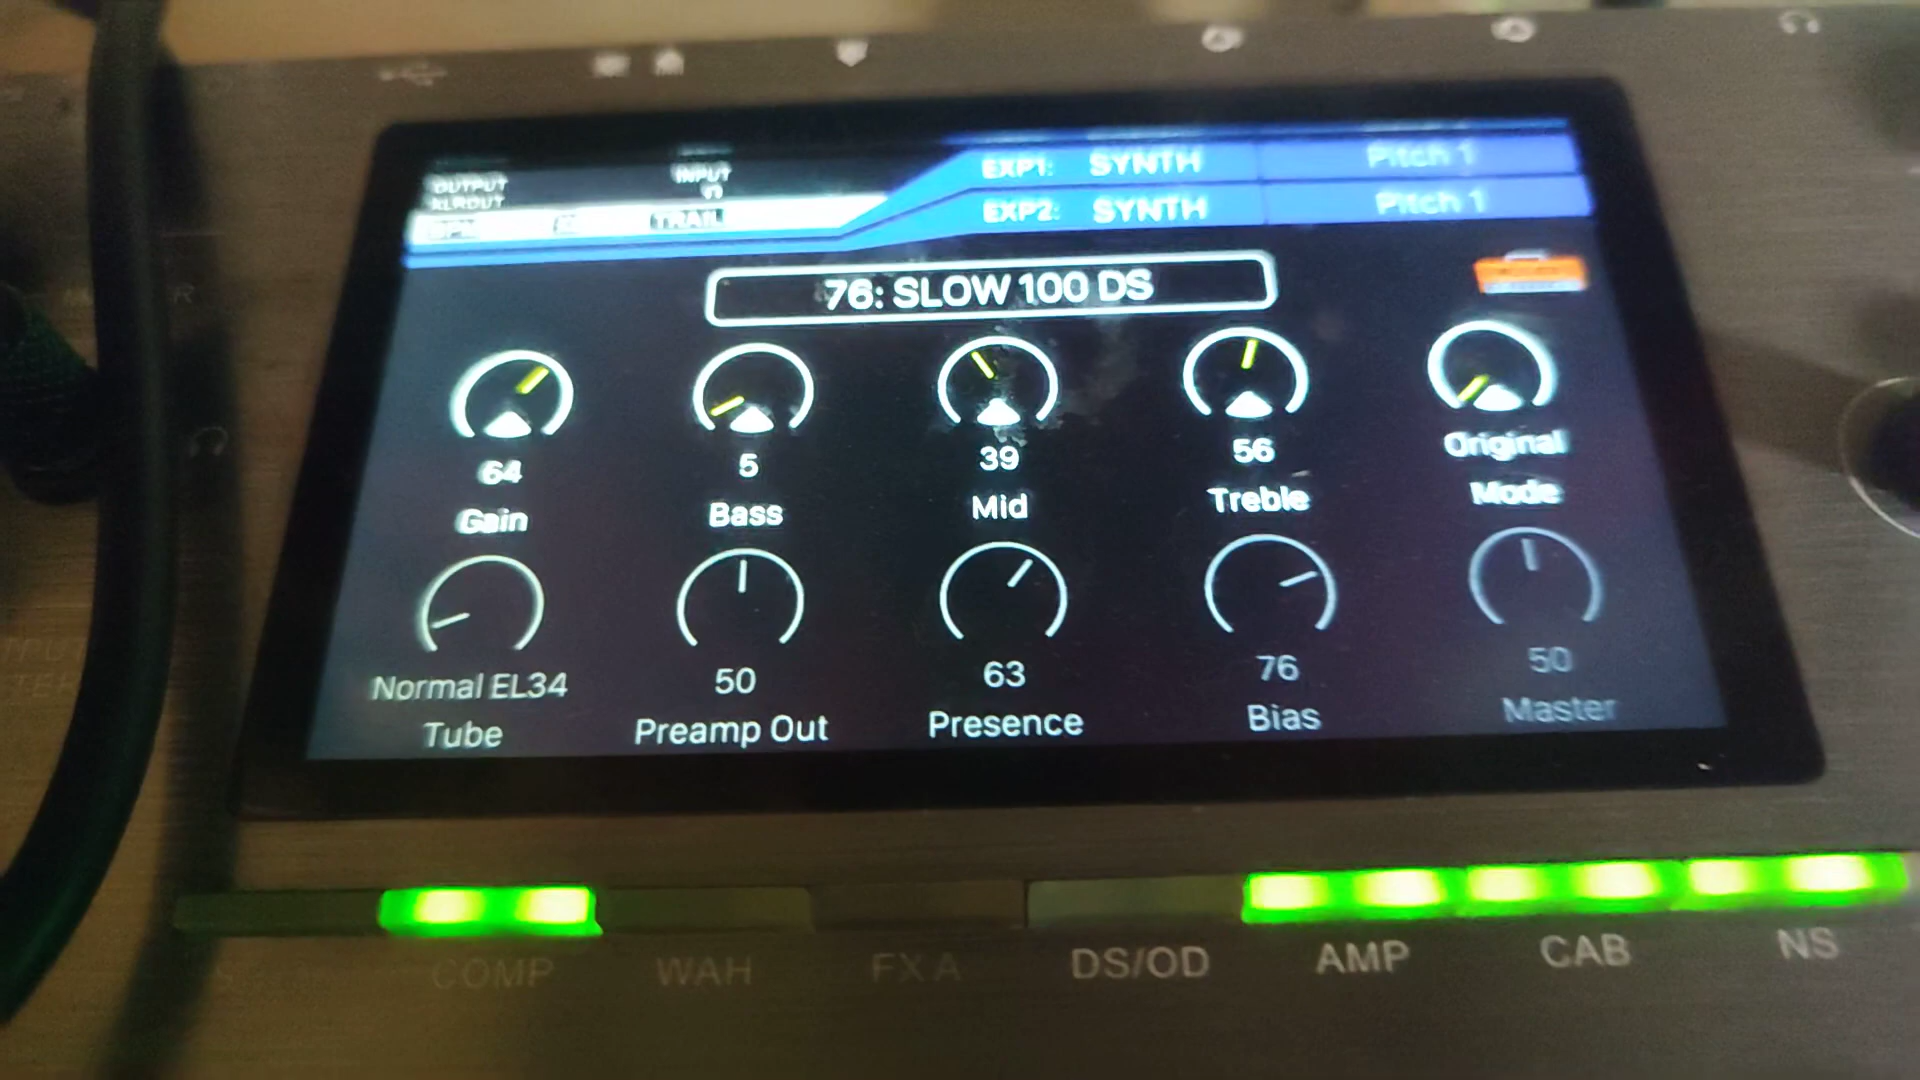 OUTPUT
INPUT
TRAIL
EXP1: SYNTH Pitch 1
EXP2: SYNTH Pitch 1
76: SLOW 100 DS
64 5 39 56 Original
Gain Bass Mid Treble Mode
Normal EL34 50 63 76 50
Tube Preamp Out Presence Bias Master
COMP WAH FX A DS/OD AMP CAB NS